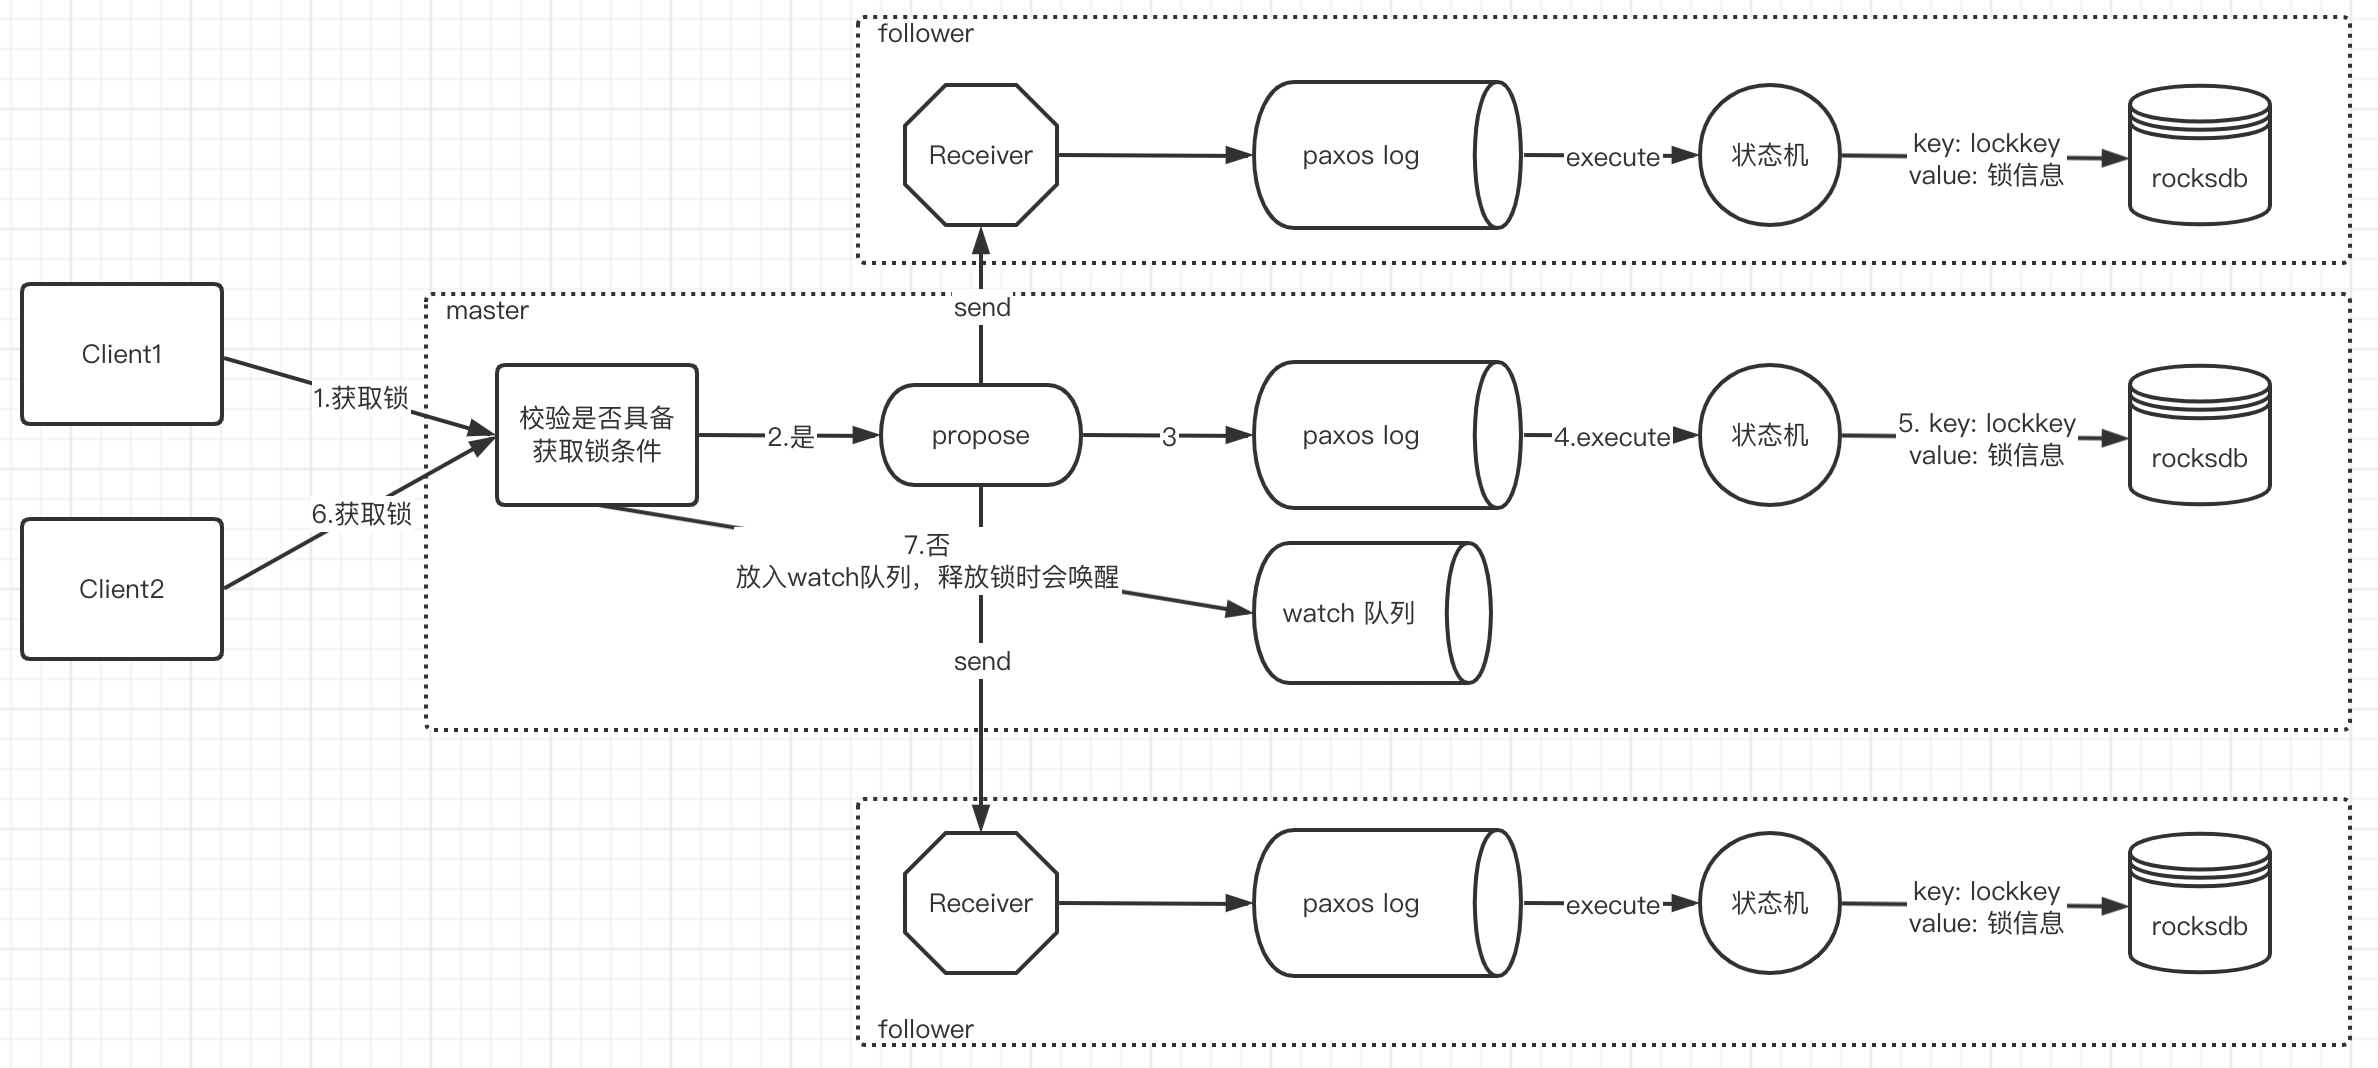 follower
Receiver
paxos log
execute
状态机
key: lockkey
value: 锁信息
rocksdb
send
master
Client1
1.获取锁
校验是否具备
获取锁条件
2.是
propose
3
paxos log
4.execute
状态机
5. key: lockkey
value: 锁信息
rocksdb
6.获取锁
Client2
7.否
放入watch队列，释放锁时会唤醒
watch 队列
send
Receiver
paxos log
execute
状态机
key: lockkey
value: 锁信息
rocksdb
follower